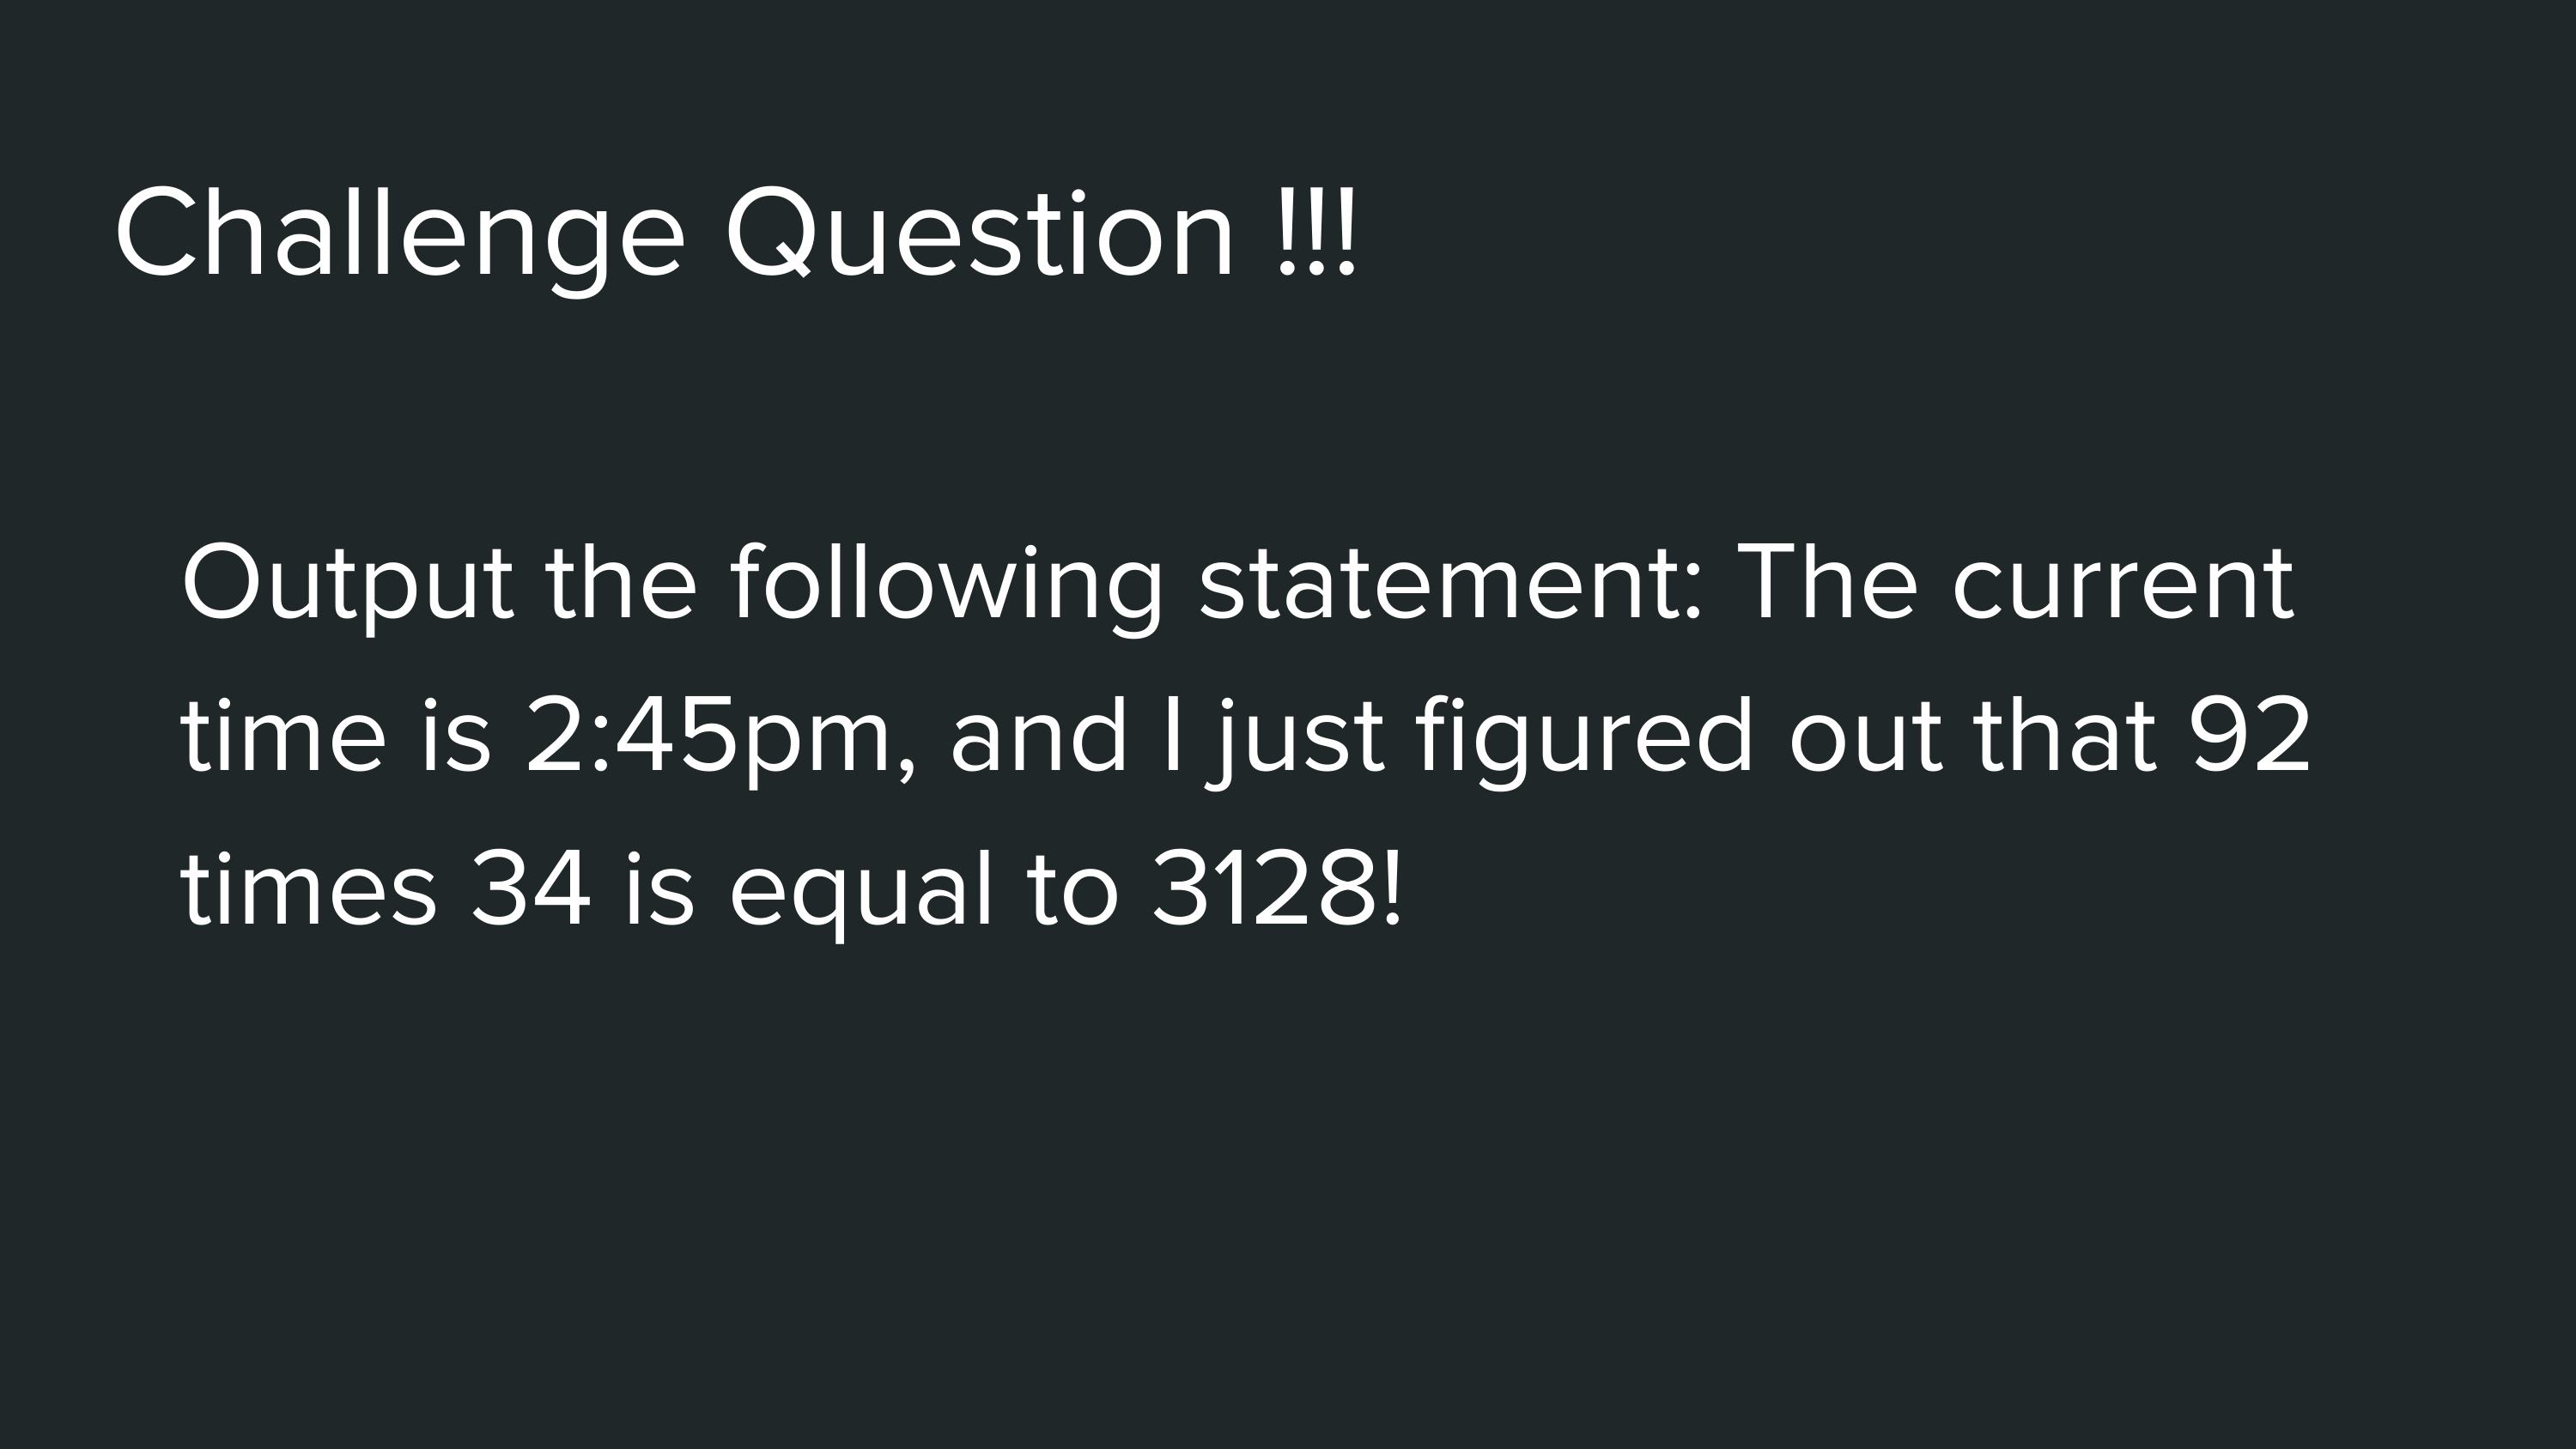 Challenge Question !!!
Output the following statement: The current
time is 2:45pm, and I just figured out that 92
times 34 is equal to 3128!